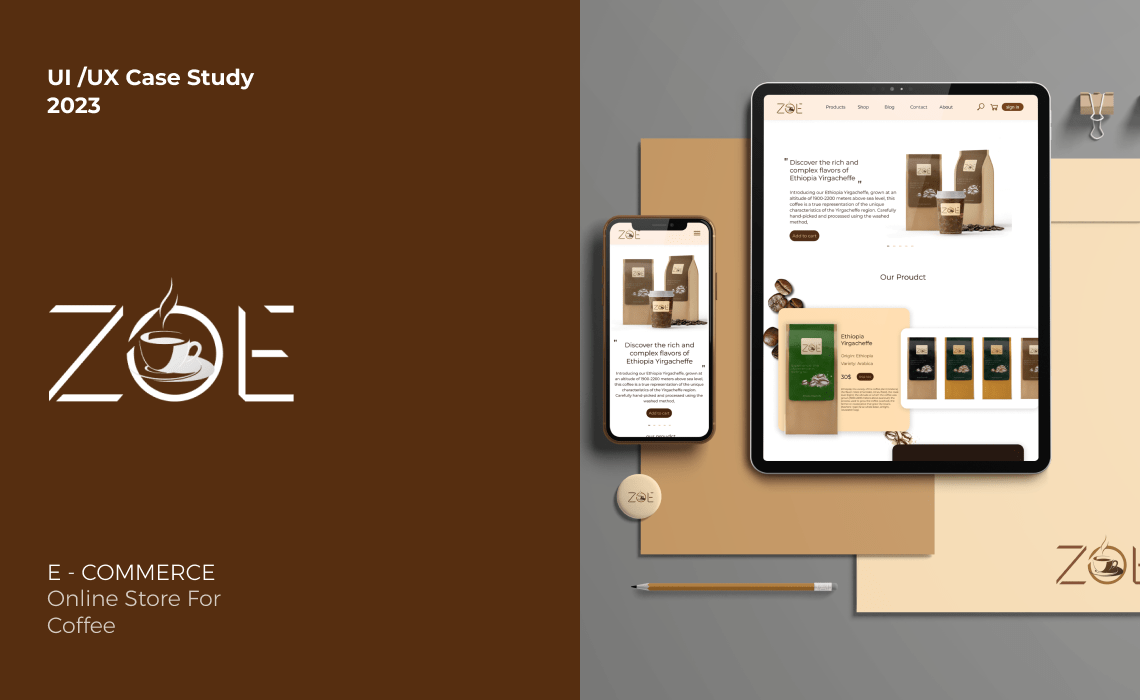 UI /UX Case Study
2023
ZOE
E - COMMERCE
Online Store For
Coffee
ZOE
Discover the rich and
complex flavors of
Ethiopia Yirgacheffe
Introducing our Ethiopia Yirgacheffe, grown at
an altitude of 1900-2200 meters above sea level,
this coffee is a true representation of the unique
characteristics of the Yirgacheffe region.
Carefully hand-picked and processed using the
washed method.
Add to cart
ZOE
Products Shop Blog Contact About sign in
" Discover the rich and
complex flavors of
Ethiopia Yirgacheffe "
Introducing our Ethiopia Yirgacheffe, grown at an
altitude of 1900-2200 meters above sea level, this
coffee is a true representation of the unique
characteristics of the Yirgacheffe region. Carefully
hand-picked and processed using the washed
method.
Add to cart
ZOE
Our Proudct
ZOE
Ethiopia
Yirgacheffe
Origin: Ethiopia
Variety: Arabica
30$
ZOE
ZOE